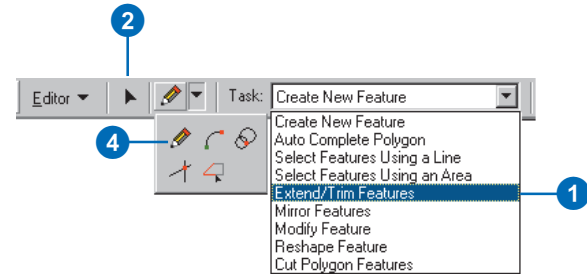 2
Editor Task: Create New Feature
4
Create New Feature
Auto Complete Polygon
Select Features Using a Line
Select Features Using an Area
Extend/Trim Features
1
Mirror Features
Modify Feature
Reshape Feature
Cut Polygon Features